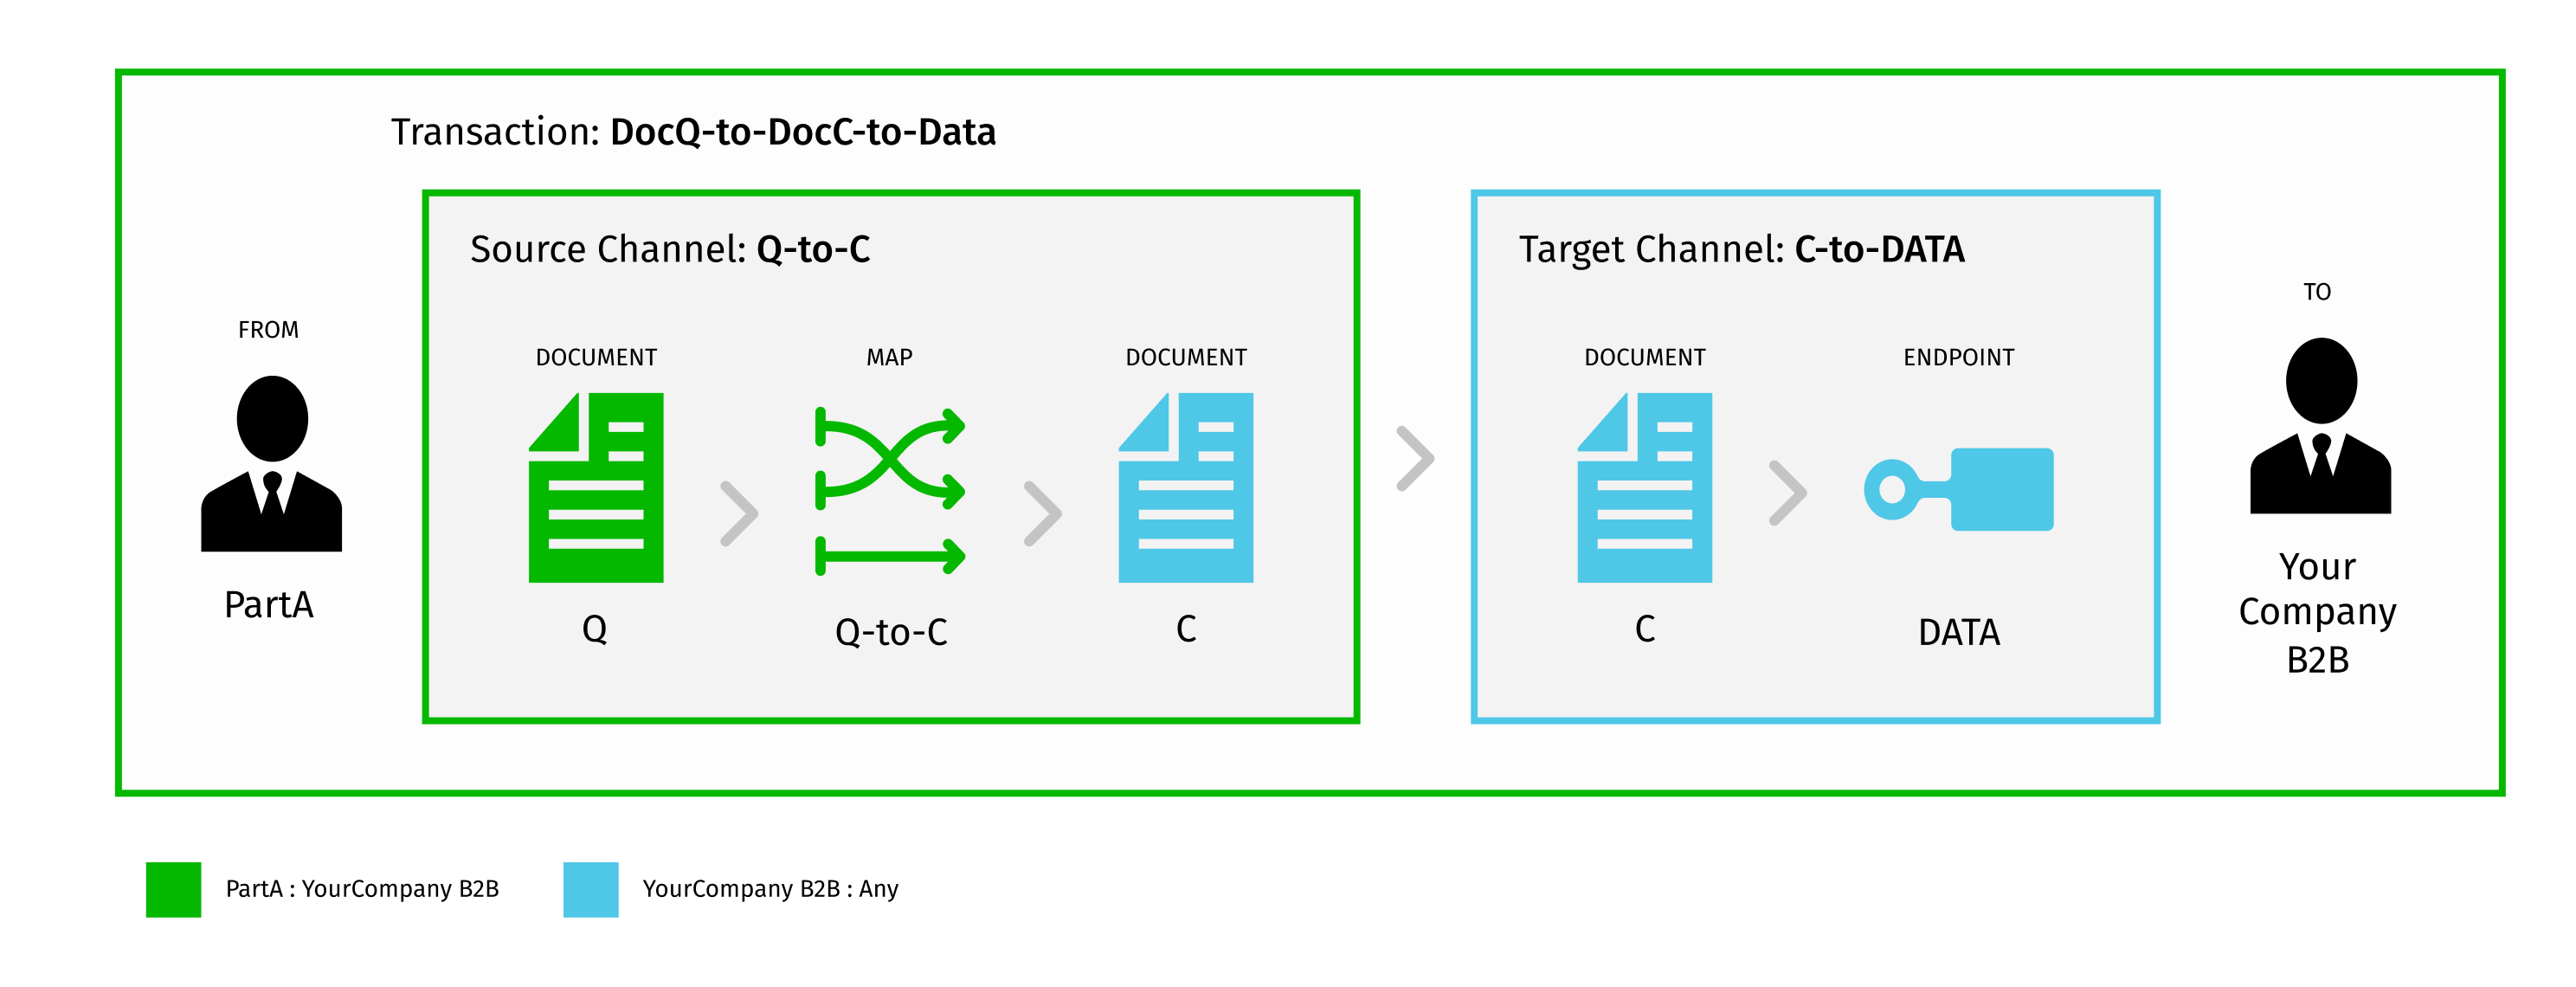 Transaction: DocQ-to-DocC-to-Data
FROM
PartA
Source Channel: Q-to-C
DOCUMENT
Q
MAP
Q-to-C
DOCUMENT
C
Target Channel: C-to-DATA
DOCUMENT
C
ENDPOINT
DATA
TO
Your
Company
B2B
PartA : YourCompany B2B
YourCompany B2B : Any